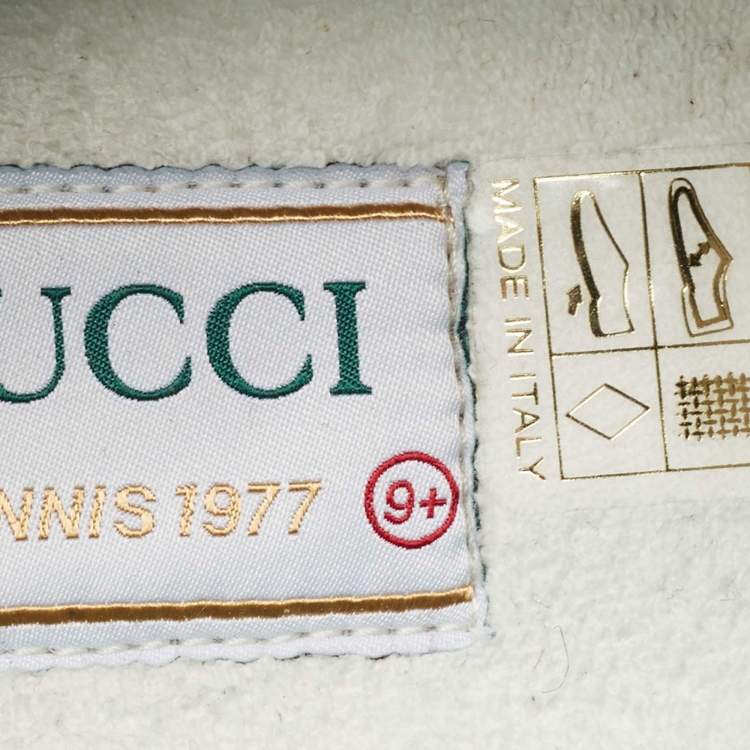 UCCI
NNIS 1977
9+
MADE IN ITALY